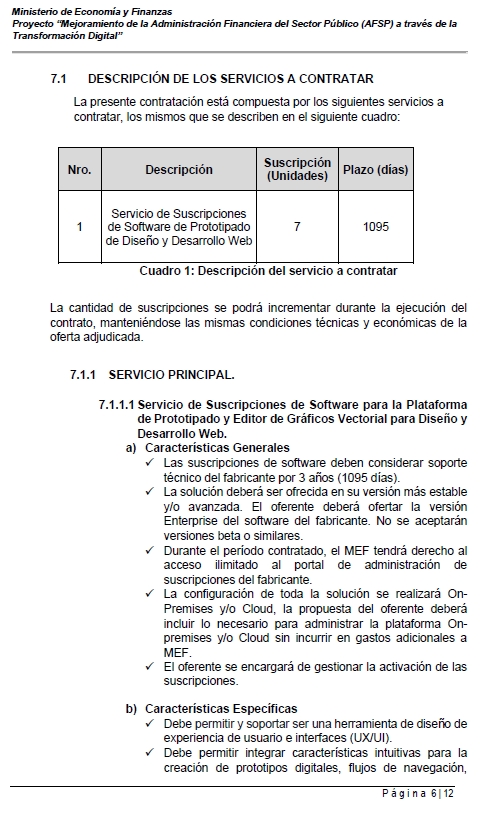 Ministerio de Economía y Finanzas
Proyecto “Mejoramiento de la Administración Financiera del Sector Público (AFSP) a través de la
Transformación Digital”
7.1 DESCRIPCIÓN DE LOS SERVICIOS A CONTRATAR
La presente contratación está compuesta por los siguientes servicios a
contratar, los mismos que se describen en el siguiente cuadro:
Nro. Descripción Suscripción (Unidades) Plazo (días)
1 Servicio de Suscripciones de Software de Prototipado de Diseño y Desarrollo Web 7 1095
Cuadro 1: Descripción del servicio a contratar
La cantidad de suscripciones se podrá incrementar durante la ejecución del
contrato, manteniéndose las mismas condiciones técnicas y económicas de la
oferta adjudicada.
7.1.1 SERVICIO PRINCIPAL.
7.1.1.1 Servicio de Suscripciones de Software para la Plataforma
de Prototipado y Editor de Gráficos Vectorial para Diseño y
Desarrollo Web.
a) Características Generales
✓ Las suscripciones de software deben considerar soporte
técnico del fabricante por 3 años (1095 días).
✓ La solución deberá ser ofrecida en su versión más estable
y/o avanzada. El oferente deberá ofertar la versión
Enterprise del software del fabricante. No se aceptarán
versiones beta o similares.
✓ Durante el período contratado, el MEF tendrá derecho al
acceso ilimitado al portal de administración de
suscripciones del fabricante.
✓ La configuración de toda la solución se realizará On-
Premises y/o Cloud, la propuesta del oferente deberá
incluir lo necesario para administrar la plataforma On-
premises y/o Cloud sin incurrir en gastos adicionales a
MEF.
✓ El oferente se encargará de gestionar la activación de las
suscripciones.
b) Características Específicas
✓ Debe permitir y soportar ser una herramienta de diseño de
experiencia de usuario e interfaces (UX/UI).
✓ Debe permitir integrar características intuitivas para la
creación de prototipos digitales, flujos de navegación,
Página 6|12